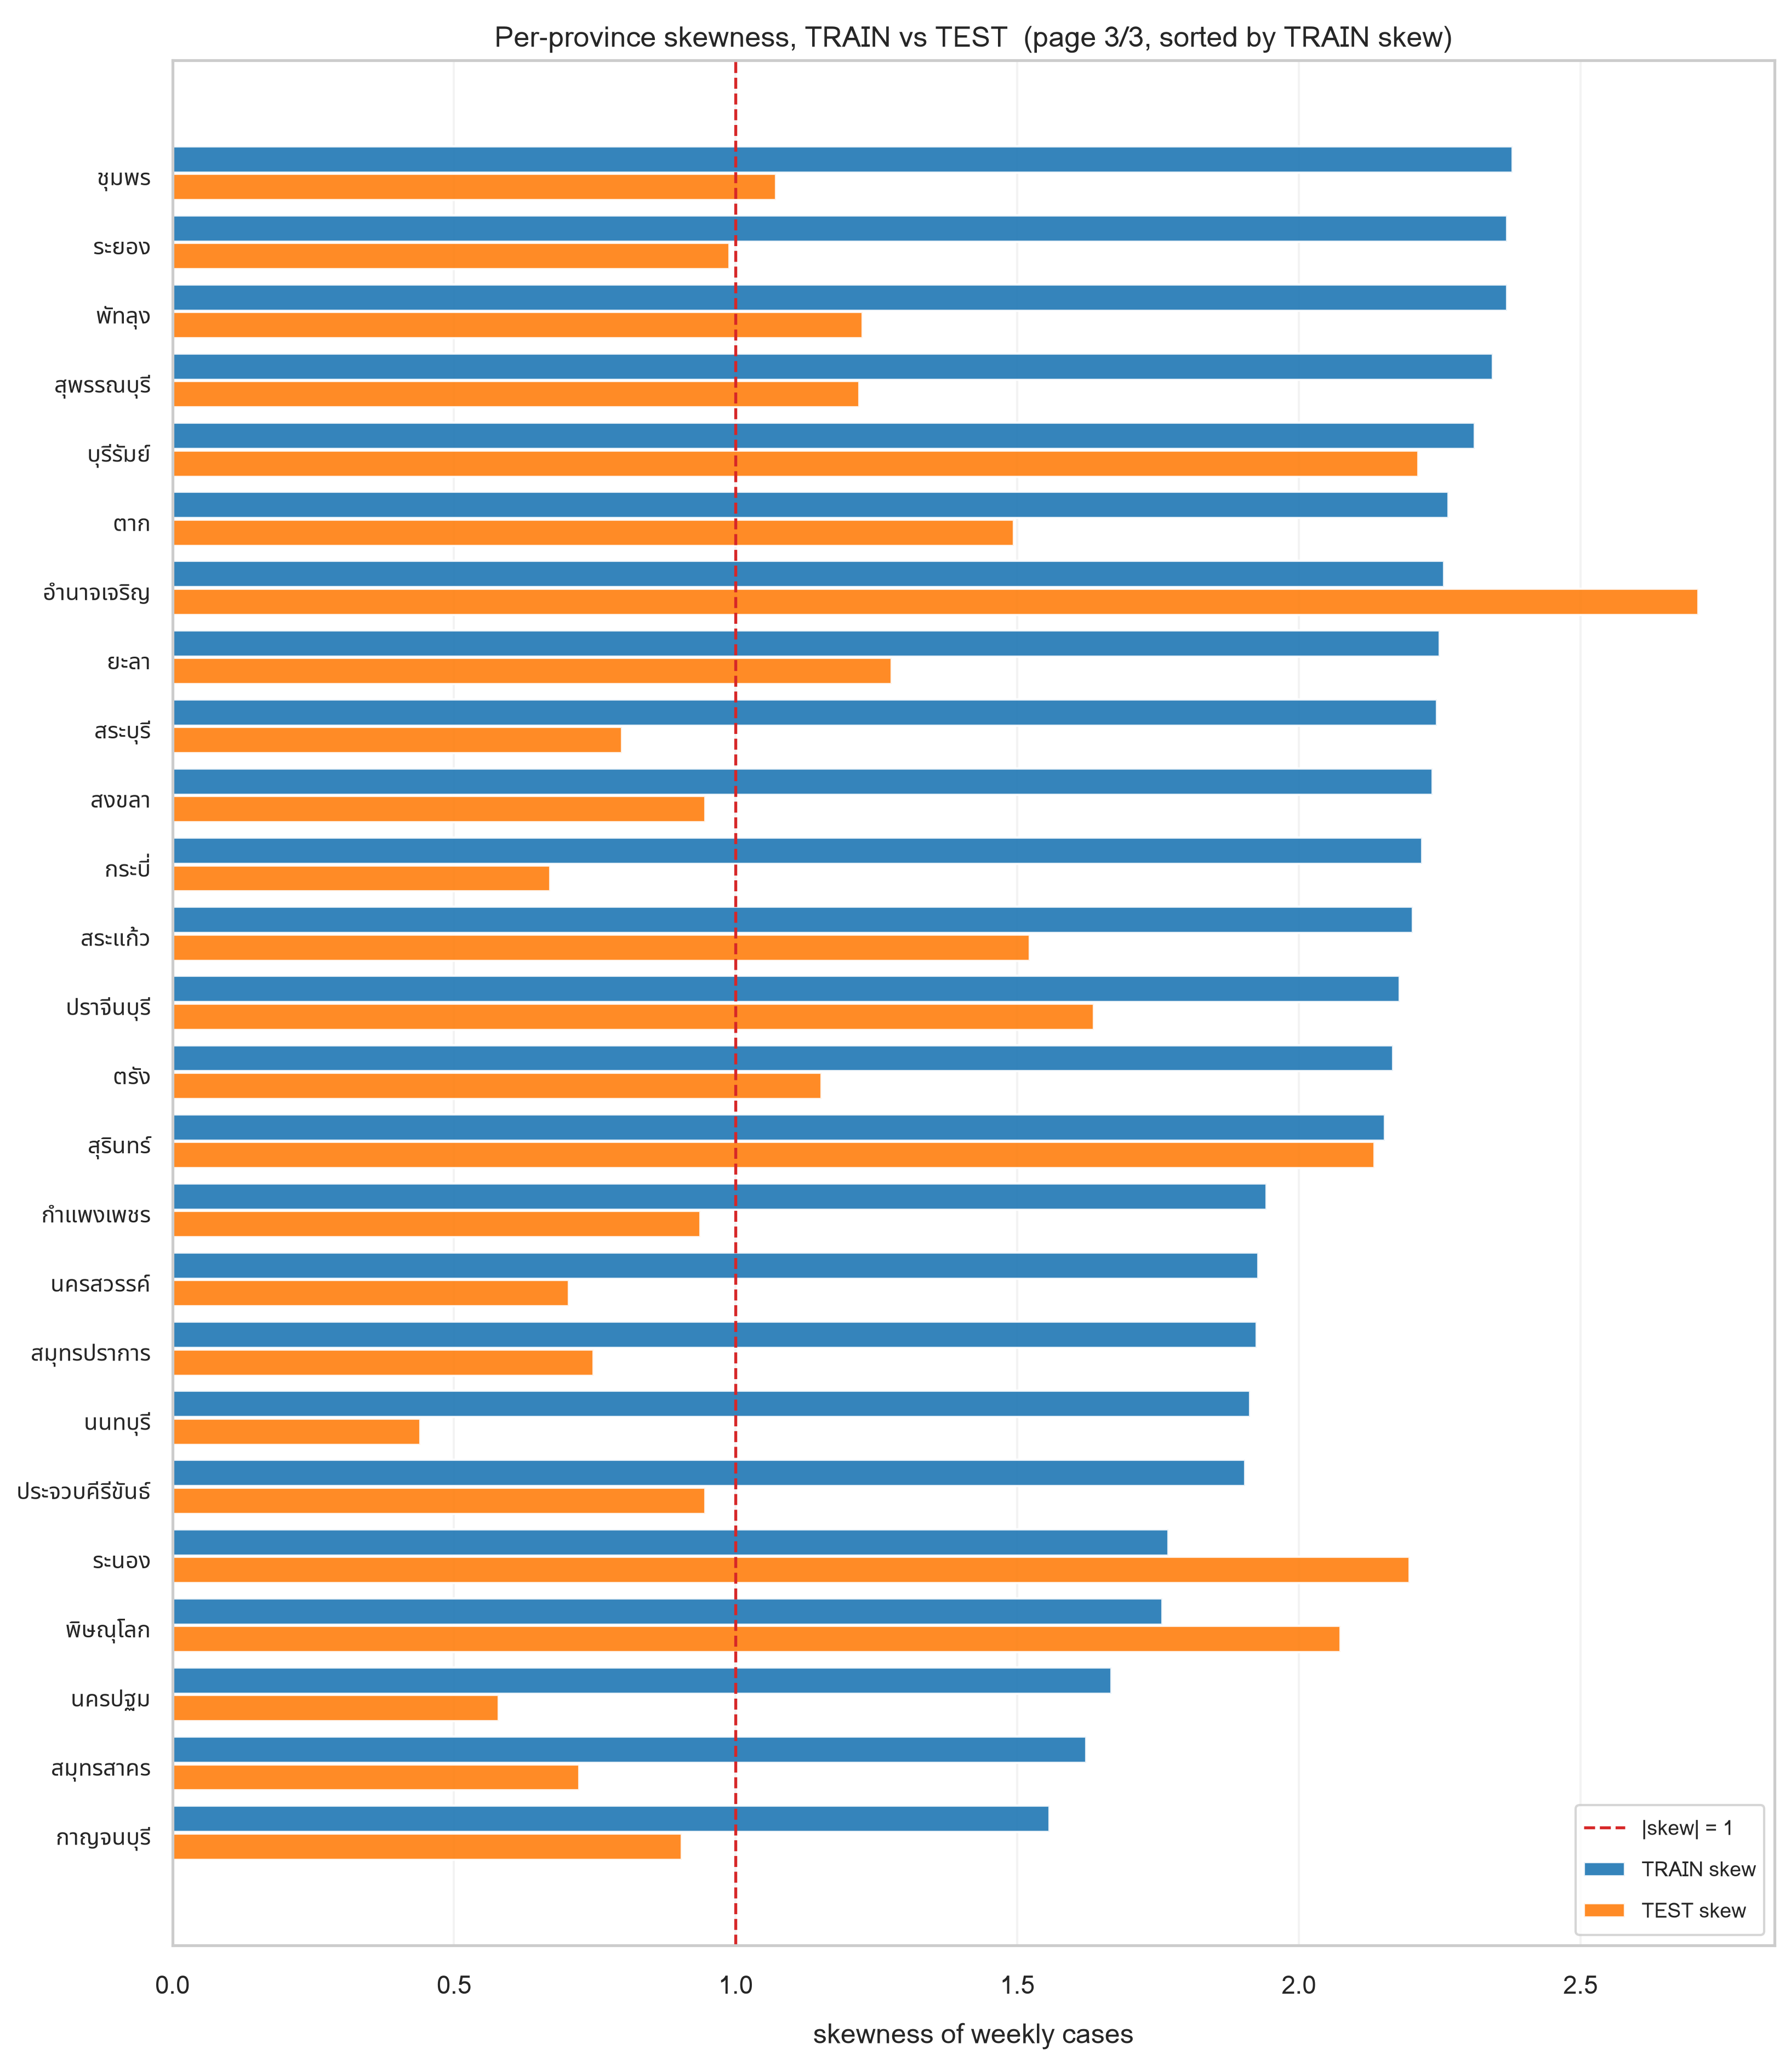 Per-province skewness, TRAIN vs TEST  (page 3/3, sorted by TRAIN skew)
ชุมพร
ระยอง
พัทลุง
สุพรรณบุรี
บุรีรัมย์
ตาก
อำนาจเจริญ
ยะลา
สระบุรี
สงขลา
กระบี่
สระแก้ว
ปราจีนบุรี
ตรัง
สุรินทร์
กำแพงเพชร
นครสวรรค์
สมุทรปราการ
นนทบุรี
ประจวบคีรีขันธ์
ระนอง
พิษณุโลก
นครปฐม
สมุทรสาคร
กาญจนบุรี
|skew| = 1
TRAIN skew
TEST skew
0.0 0.5 1.0 1.5 2.0 2.5
skewness of weekly cases